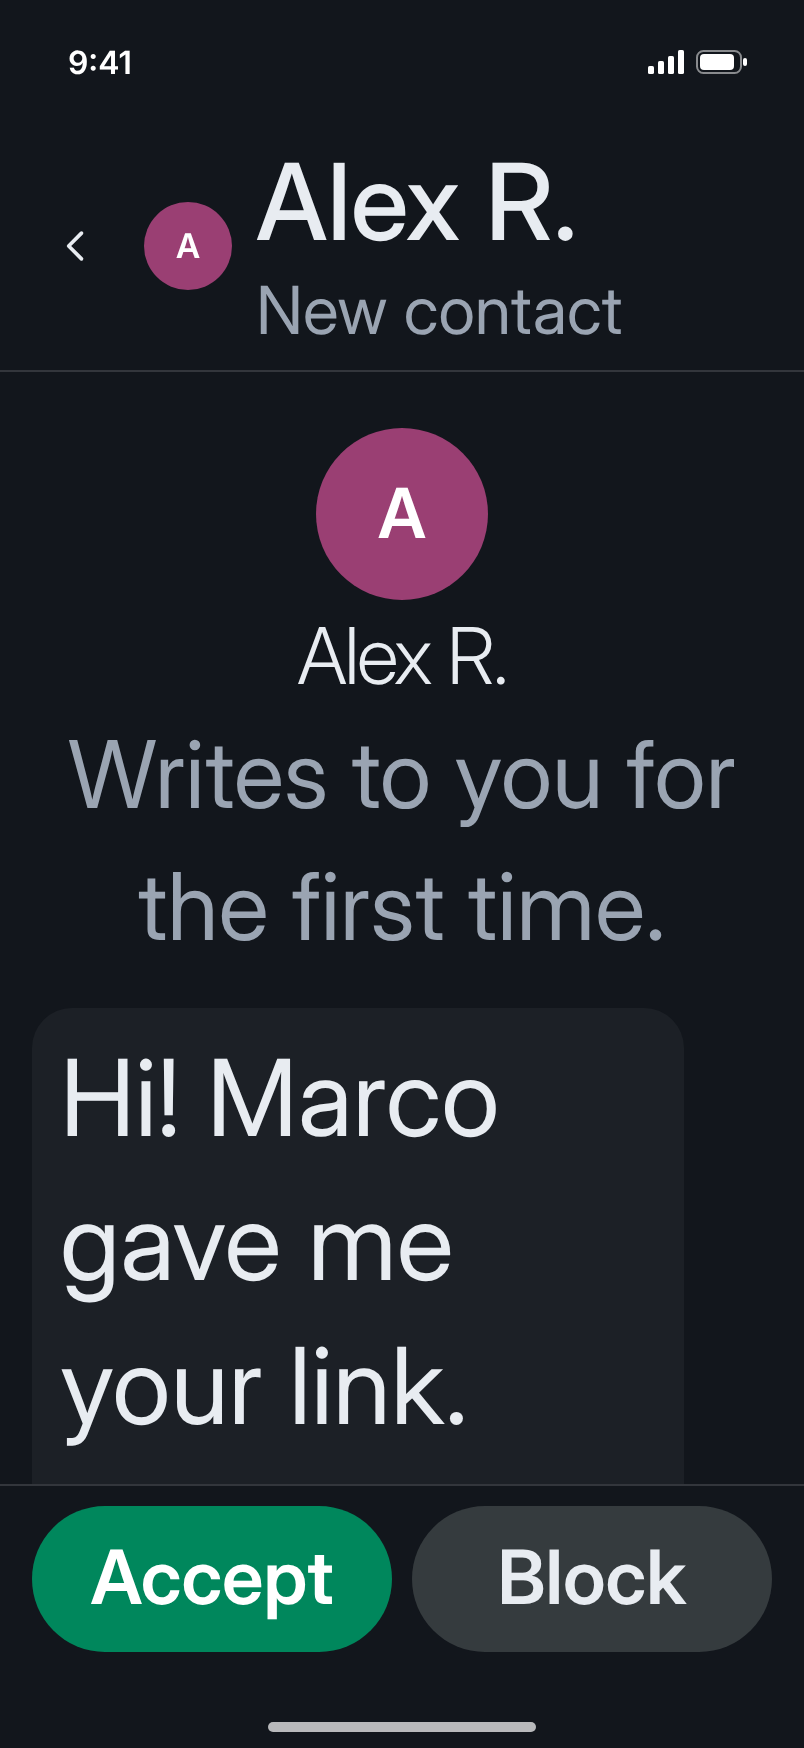 9:41
A
Alex R.
New contact
A
Alex R.
Writes to you for
the first time.
Hi! Marco
gave me
your link.
Accept
Block